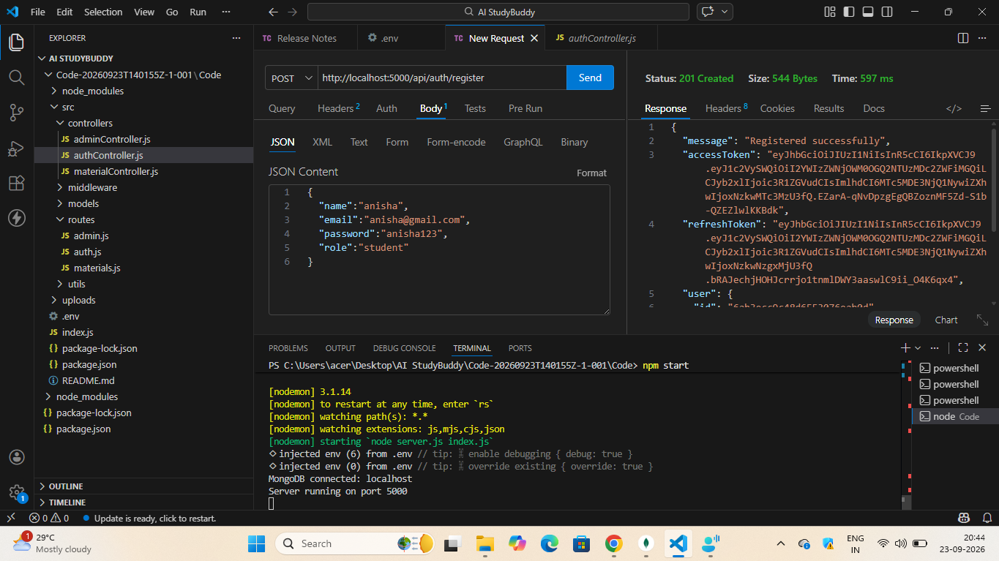 File Edit Selection View Go Run ··· AI StudyBuddy
EXPLORER ···
AI STUDYBUDDY
Code-20260923T140155Z-1-001\Code
node_modules
src
controllers
JS adminController.js
JS authController.js
JS materialController.js
middleware
models
routes
JS admin.js
JS auth.js
JS materials.js
utils
uploads
.env
JS index.js
{} package-lock.json
{} package.json
README.md
node_modules
{} package-lock.json
{} package.json
OUTLINE
TIMELINE
TC Release Notes .env TC New Request JS authController.js
POST http://localhost:5000/api/auth/register Send
Query Headers 2 Auth Body 1 Tests Pre Run
JSON XML Text Form Form-encode GraphQL Binary
JSON Content Format
1 {
2 "name":"anisha",
3 "email":"anisha@gmail.com",
4 "password":"anisha123",
5 "role":"student"
6 }
Status: 201 Created Size: 544 Bytes Time: 597 ms
Response Headers 8 Cookies Results Docs </>
1 {
2 "message": "Registered successfully",
3 "accessToken": "eyJhbGciOiJIUzI1NiIsInR5cCI6IkpXVCJ9
.eyJ1c2VySWQiOiI2YWIzZWNjOWM0OGQ2NTUzMDc2ZWFiMGQiL
CJyb2xlIjoic3R1ZGVudCIsImlhdCI6MTc5MDE3NjQ1NywiZXh
wIjoxNzkwMTc3MzU3fQ.EZarA-qNvDpzgEgQBZoznMF5Zd-S1b
-QZEZlwlKKBdk",
4 "refreshToken": "eyJhbGciOiJIUzI1NiIsInR5cCI6IkpXVCJ9
.eyJ1c2VySWQiOiI2YWIzZWNjOWM0OGQ2NTUzMDc2ZWFiMGQiL
CJyb2xlIjoic3R1ZGVudCIsImlhdCI6MTc5MDE3NjQ1NywiZXh
wIjoxNzkwNzgxMjU3fQ
.bRAJechjHOHJcrrjo1tnmlDWY3aaswlC9ii_O4K6qx4",
5 "user": {
Response Chart
PROBLEMS OUTPUT DEBUG CONSOLE TERMINAL PORTS
PS C:\Users\acer\Desktop\AI StudyBuddy\Code-20260923T140155Z-1-001\Code> npm start
[nodemon] 3.1.14
[nodemon] to restart at any time, enter `rs`
[nodemon] watching path(s): *.*
[nodemon] watching extensions: js,mjs,cjs,json
[nodemon] starting `node server.js index.js`
◇ injected env (6) from .env // tip: enable debugging { debug: true }
◇ injected env (0) from .env // tip: override existing { override: true }
MongoDB connected: localhost
Server running on port 5000
powershell
powershell
powershell
node Code
1
0 0 Update is ready, click to restart.
1
29°C
Mostly cloudy
Search
ENG
IN
20:44
23-09-2026